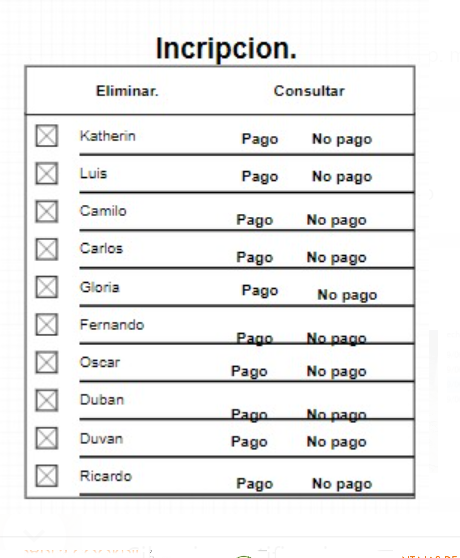 Incripcion.
Eliminar. Consultar
Katherin Pago No pago
Luis Pago No pago
Camilo Pago No pago
Carlos Pago No pago
Gloria Pago No pago
Fernando Pago No pago
Oscar Pago No pago
Duban Pago No pago
Duvan Pago No pago
Ricardo Pago No pago